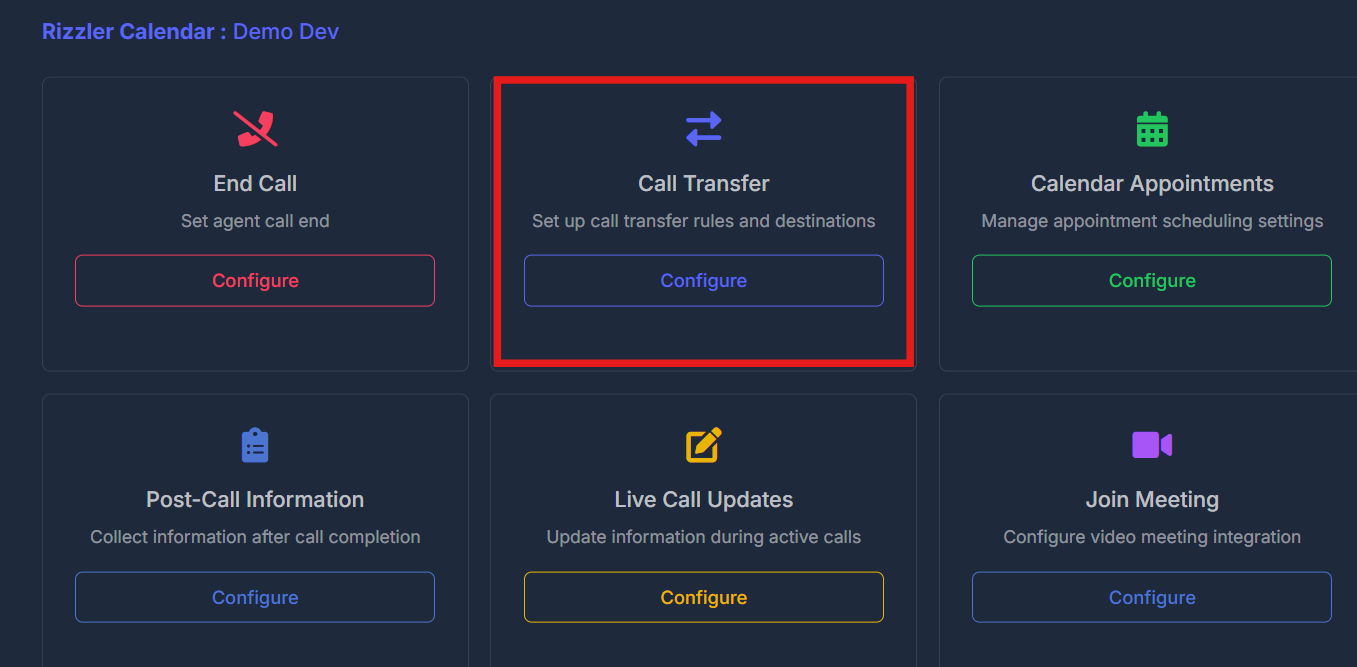 Rizzler Calendar : Demo Dev
End Call
Set agent call end
Configure
Call Transfer
Set up call transfer rules and destinations
Configure
Calendar Appointments
Manage appointment scheduling settings
Configure
Post-Call Information
Collect information after call completion
Configure
Live Call Updates
Update information during active calls
Configure
Join Meeting
Configure video meeting integration
Configure